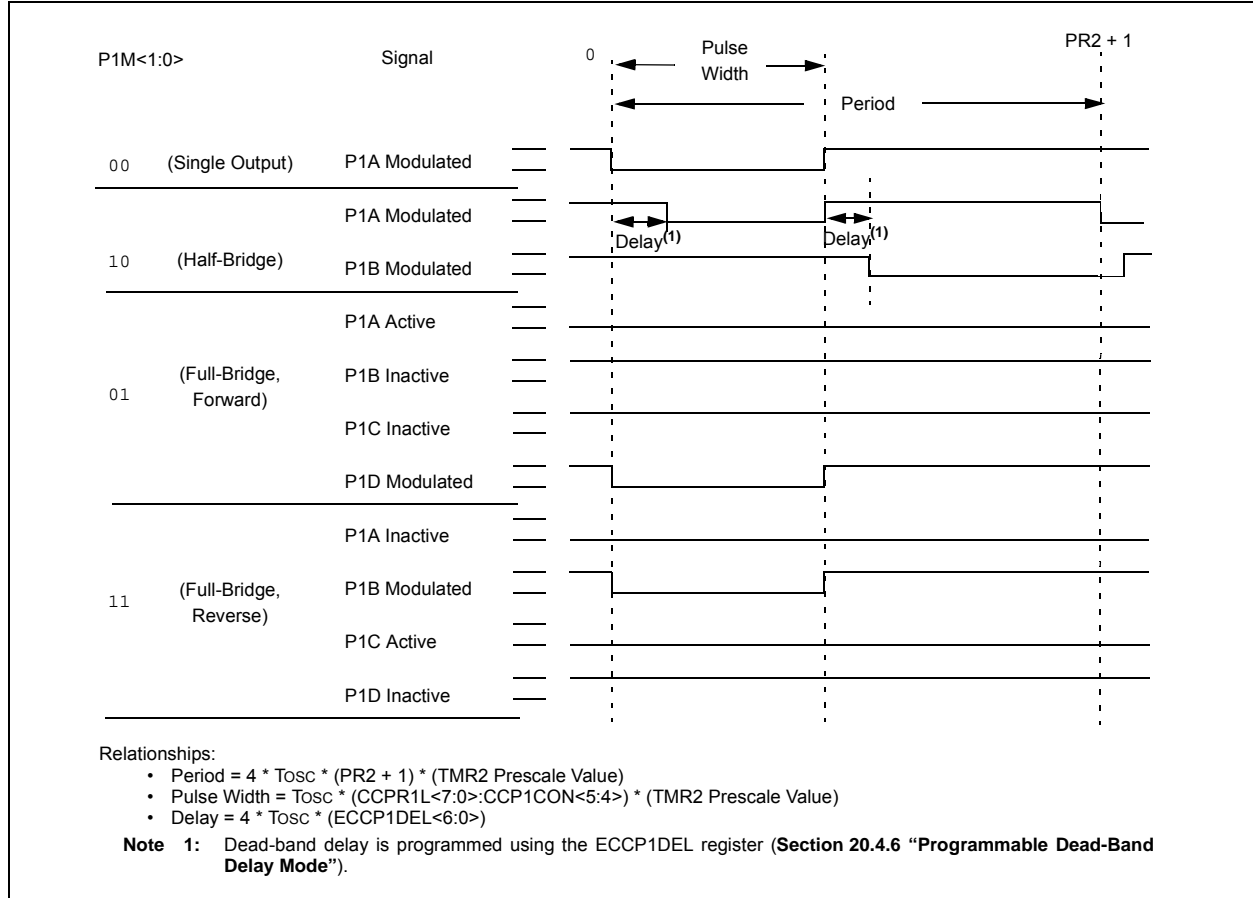 P1M<1:0> Signal 0 Pulse Width PR2 + 1
Period
00 (Single Output) P1A Modulated
P1A Modulated
Delay(1) Delay(1)
10 (Half-Bridge) P1B Modulated
P1A Active
(Full-Bridge, P1B Inactive
01 Forward)
P1C Inactive
P1D Modulated
P1A Inactive
(Full-Bridge, P1B Modulated
11 Reverse)
P1C Active
P1D Inactive
Relationships:
• Period = 4 * TOSC * (PR2 + 1) * (TMR2 Prescale Value)
• Pulse Width = TOSC * (CCPR1L<7:0>:CCP1CON<5:4>) * (TMR2 Prescale Value)
• Delay = 4 * TOSC * (ECCP1DEL<6:0>)
Note 1: Dead-band delay is programmed using the ECCP1DEL register (Section 20.4.6 “Programmable Dead-Band
Delay Mode”).